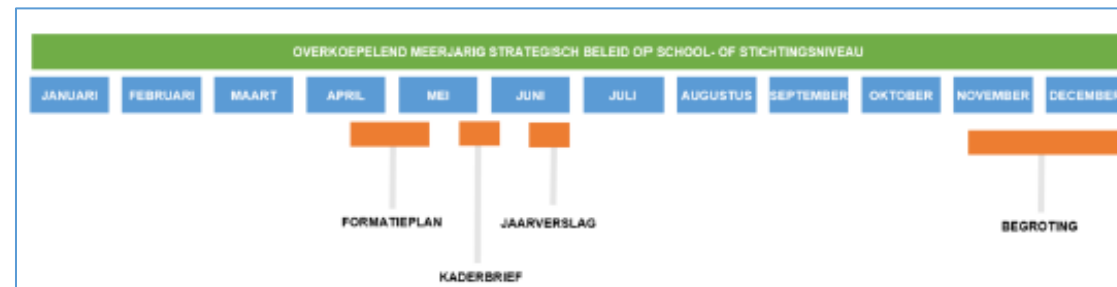 OVERKOEPELEND MEERJARIG STRATEGISCH BELEID OP SCHOOL- OF STICHTINGSNIVEAU
JANUARI FEBRUARI MAART APRIL MEI JUNI JULI AUGUSTUS SEPTEMBER OKTOBER NOVEMBER DECEMBER
FORMATIEPLAN JAARVERSLAG BEGROTING
KADERBRIEF